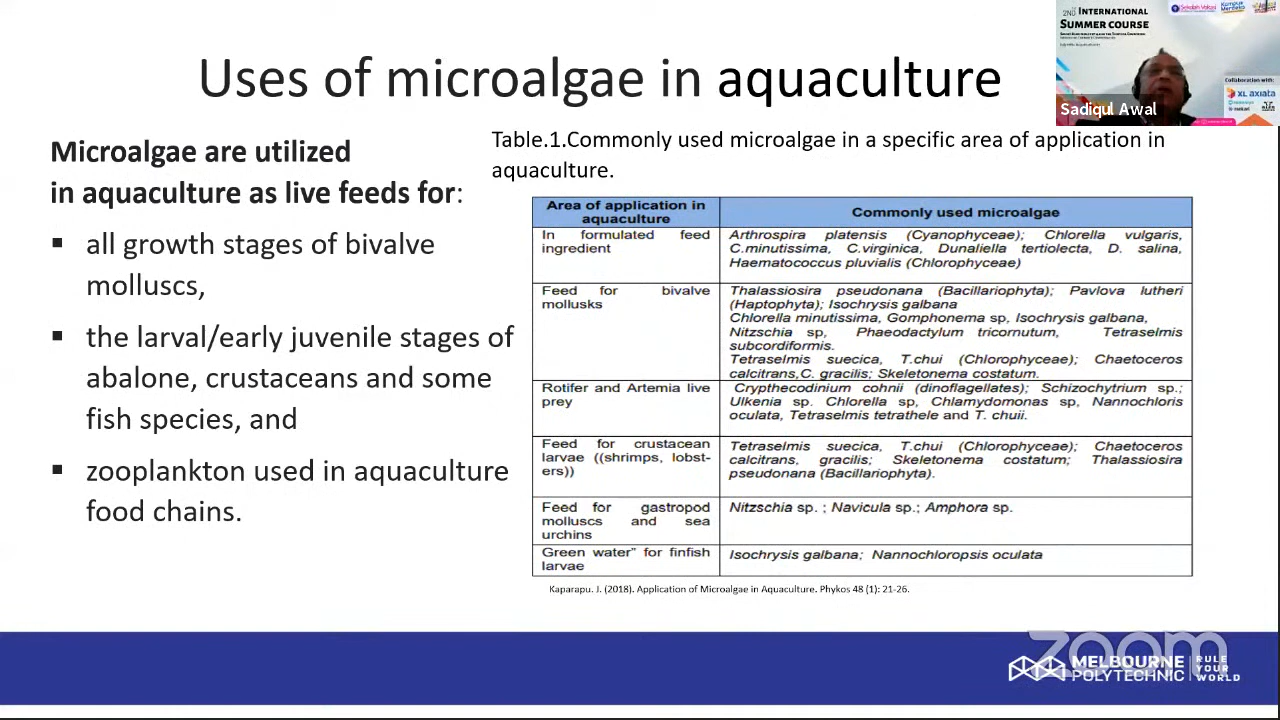 Uses of microalgae in aquaculture
2ND INTERNATIONAL
SUMMER COURSE
Collaboration with:
XL AXIATA
Sadiqul Awal
Microalgae are utilized
in aquaculture as live feeds for:
▪ all growth stages of bivalve
molluscs,
▪ the larval/early juvenile stages of
abalone, crustaceans and some
fish species, and
▪ zooplankton used in aquaculture
food chains.
Table.1.Commonly used microalgae in a specific area of application in
aquaculture.
Area of application in
aquaculture
Commonly used microalgae
In formulated feed
ingredient
Arthrospira platensis (Cyanophyceae); Chlorella vulgaris,
C.minutissima, C.virginica, Dunaliella tertiolecta, D. salina,
Haematococcus pluvialis (Chlorophyceae)
Feed for bivalve
mollusks
Thalassiosira pseudonana (Bacillariophyta); Pavlova lutheri
(Haptophyta); Isochrysis galbana
Chlorella minutissima, Gomphonema sp, Isochrysis galbana,
Nitzschia sp, Phaeodactylum tricornutum, Tetraselmis
subcordiformis.
Tetraselmis suecica, T.chui (Chlorophyceae); Chaetoceros
calcitrans,C. gracilis; Skeletonema costatum.
Rotifer and Artemia live
prey
Crypthecodinium cohnii (dinoflagellates); Schizochytrium sp.;
Ulkenia sp. Chlorella sp, Chlamydomonas sp, Nannochloris
oculata, Tetraselmis tetrathele and T. chuii.
Feed for crustacean
larvae ((shrimps, lobst-
ers))
Tetraselmis suecica, T.chui (Chlorophyceae); Chaetoceros
calcitrans, gracilis; Skeletonema costatum; Thalassiosira
pseudonana (Bacillariophyta).
Feed for gastropod
molluscs and sea
urchins
Nitzschia sp. ; Navicula sp.; Amphora sp.
Green water” for finfish
larvae
Isochrysis galbana; Nannochloropsis oculata
Kaparapu. J. (2018). Application of Microalgae in Aquaculture. Phykos 48 (1): 21-26.
zoom
MELBOURNE
POLYTECHNIC
RULE
YOUR
WORLD